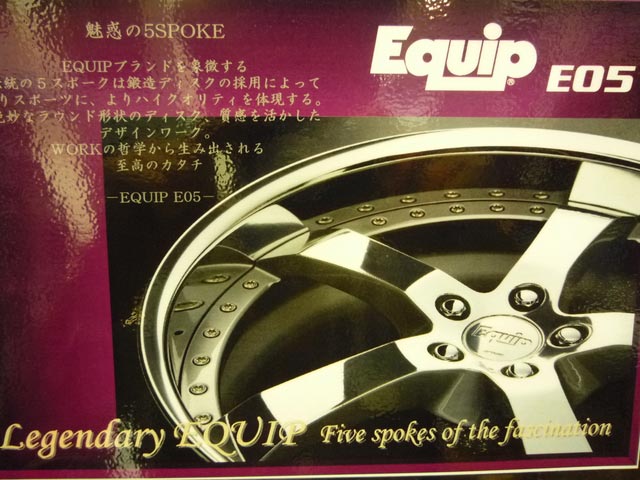 魅惑の5SPOKE
EQUIPブランドを象徴する
統の5スポークは鍛造ディスクの採用によって
りスポーツに、よりハイクオリティを体現する。
妙なラウンド形状のディスク、質感を活かした
デザインワーク。
WORKの哲学から生み出される
至高のカタチ
—EQUIP E05—
Equip® E05
Equip
Legendary EQUIP Five spokes of the fascination